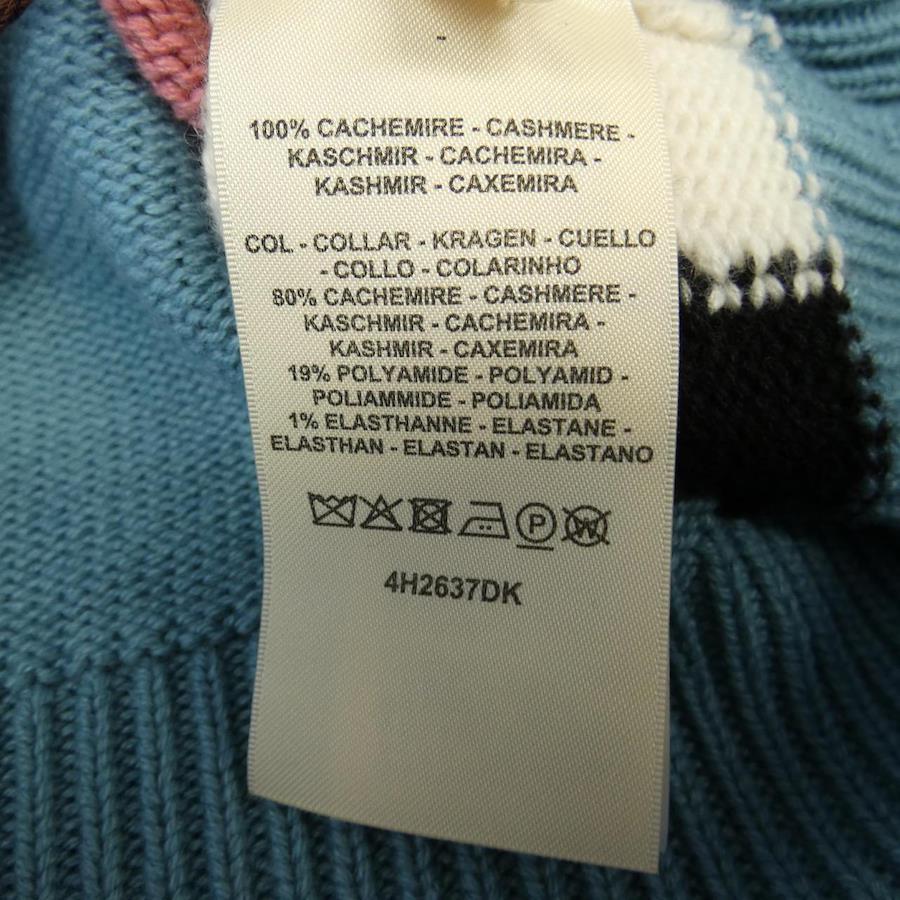 100% CACHEMIRE - CASHMERE -
KASCHMIR - CACHEMIRA -
KASHMIR - CAXEMIRA
COL - COLLAR - KRAGEN - CUELLO
- COLLO - COLARINHO
80% CACHEMIRE - CASHMERE -
KASCHMIR - CACHEMIRA -
KASHMIR - CAXEMIRA
19% POLYAMIDE - POLYAMID -
POLIAMMIDE - POLIAMIDA
1% ELASTHANNE - ELASTANE -
ELASTHAN - ELASTAN - ELASTANO
P W
4H2637DK